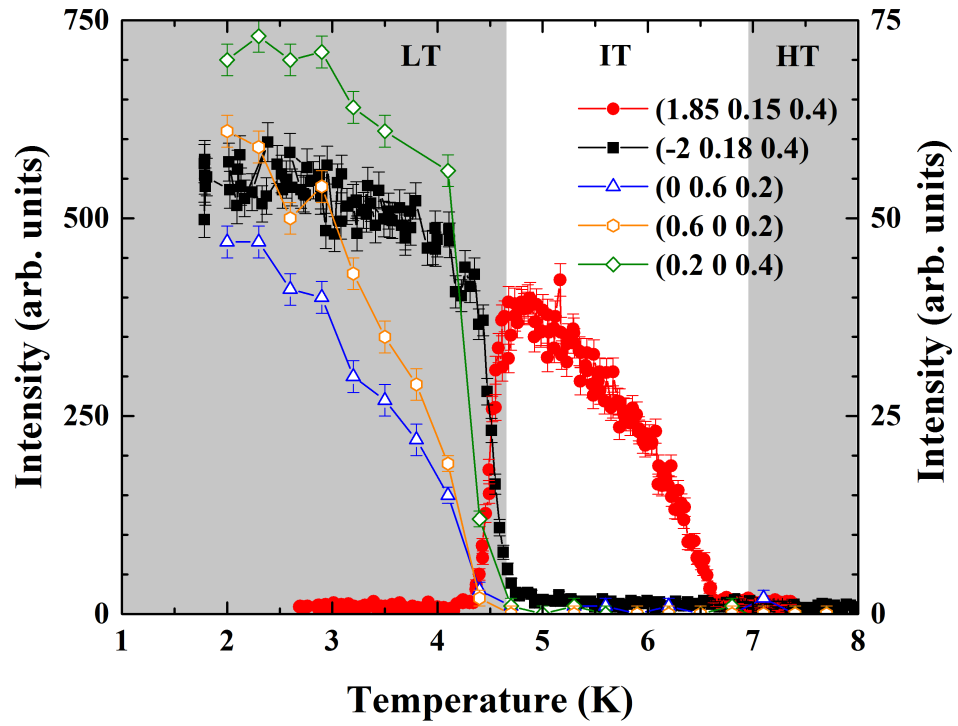 750
75
LT
IT
HT
(1.85 0.15 0.4)
(-2 0.18 0.4)
(0 0.6 0.2)
(0.6 0 0.2)
(0.2 0 0.4)
500
50
250
25
0
0
1 2 3 4 5 6 7 8
Intensity (arb. units)
Intensity (arb. units)
Temperature (K)